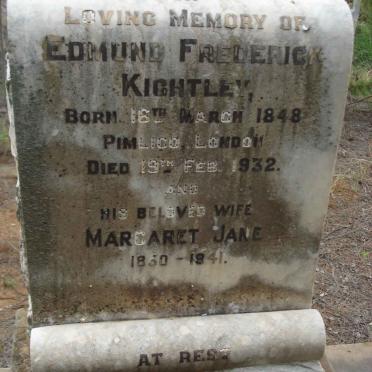 LOVING MEMORY OF
EDMUND FREDERICK
KIGHTLEY,
BORN 18TH MARCH 1848
PIMLICO, LONDON
DIED 19TH FEB. 1932.
AND
HIS BELOVED WIFE
MARGARET JANE
1850 - 1941.
AT REST